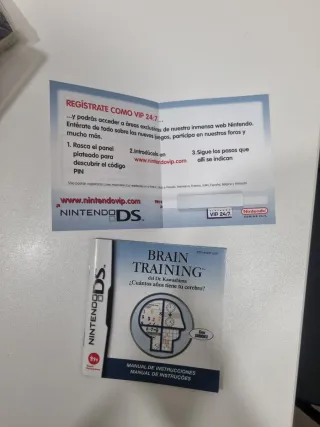 REGÍSTRATE COMO VIP 24:7...
...y podrás acceder a áreas exclusivas de nuestra inmensa web Nintendo.
Entérate de todo sobre los nuevos juegos, participa en nuestros foros y
mucho más.
1. Rasca el panel
plateado para
descubrir el código
PIN
2.Introdúcelo en
www.nintendovip.com
3.Sigue los pasos que
allí se indican
www.nintendovip.com
NINTENDO DS
VIP 24:7
Nintendo
NINTENDO DS
BRAIN
TRAINING
del Dr. Kawashima
¿Cuántos años tiene tu cerebro?
MANUAL DE INSTRUCCIONES
MANUAL DE INSTRUÇÕES